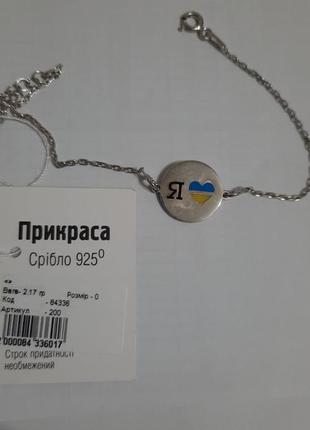 Я
Прикраса
Срібло 925⁰
Вага- 2.17 гр Розмір - 0
Код - 84336
Артикул - 200
000084 336017
Строк придатності
необмежений